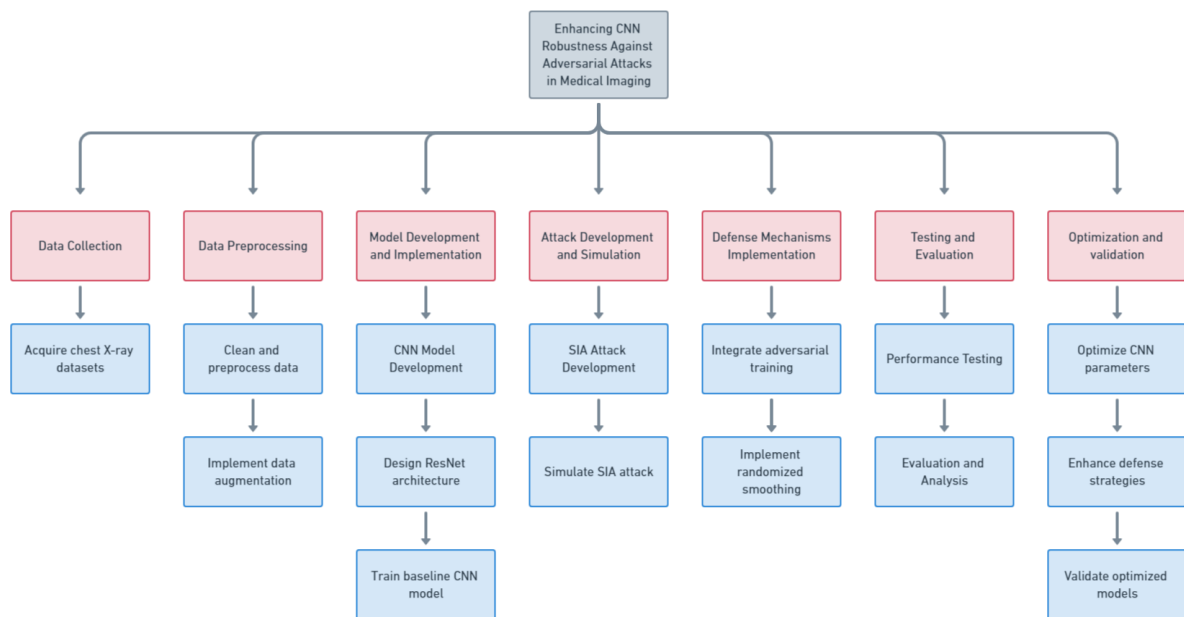 Enhancing CNN
Robustness Against
Adversarial Attacks
in Medical Imaging
Data Collection
Data Preprocessing
Model Development
and Implementation
Attack Development
and Simulation
Defense Mechanisms
Implementation
Testing and
Evaluation
Optimization and
validation
Acquire chest X-ray
datasets
Clean and
preprocess data
CNN Model
Development
SIA Attack
Development
Integrate adversarial
training
Performance Testing
Optimize CNN
parameters
Implement data
augmentation
Design ResNet
architecture
Simulate SIA attack
Implement
randomized
smoothing
Evaluation and
Analysis
Enhance defense
strategies
Train baseline CNN
model
Validate optimized
models